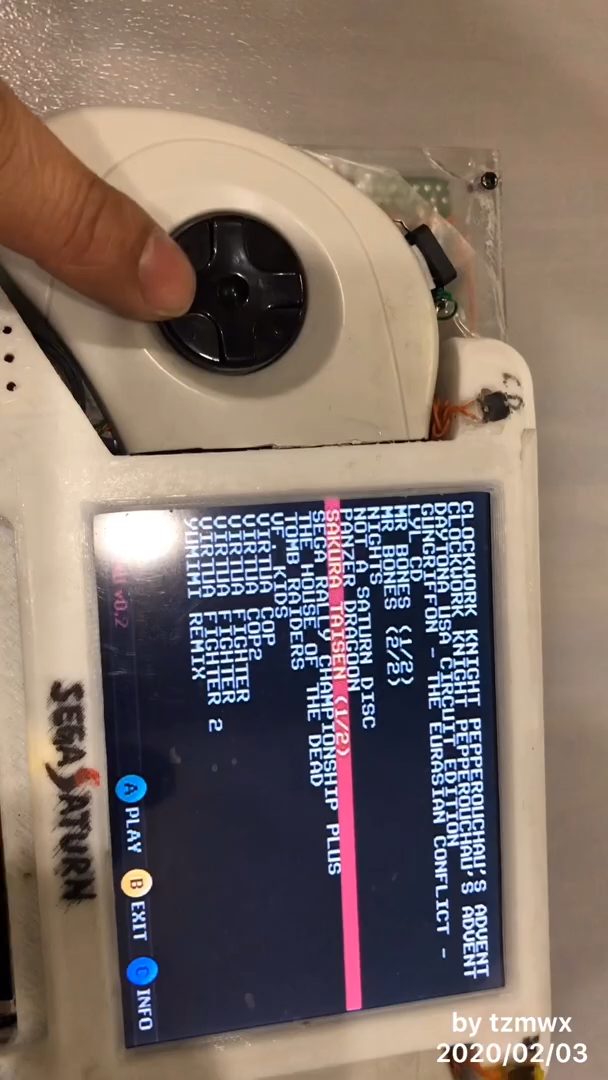 CLOCKWORK KNIGHT PEPPEROUCHAU'S ADVENT
CLOCKWORK KNIGHT PEPPEROUCHAU'S ADVENT
DAYTONA USA CIRCUIT EDITION
GUNGRIFFON - THE EURASIAN CONFLICT -
LVL CD
MR BONES (1/2)
MR BONES (2/2)
NIGHTS
NOT A SATURN DISC
PANZER DRAGOON
SAKURA TAISEN (1/2)
SEGA RALLY CHAMPIONSHIP PLUS
THE HOUSE OF THE DEAD
TOMB RAIDERS
V. KIDS
VIRTUA COP
VIRTUA COP2
VIRTUA FIGHTER
VIRTUA FIGHTER
VIRTUA FIGHTER 2
YUMIMI REMIX
v0.2
A PLAY B EXIT C INFO
SEGA SATURN
by tzmwx
2020/02/03